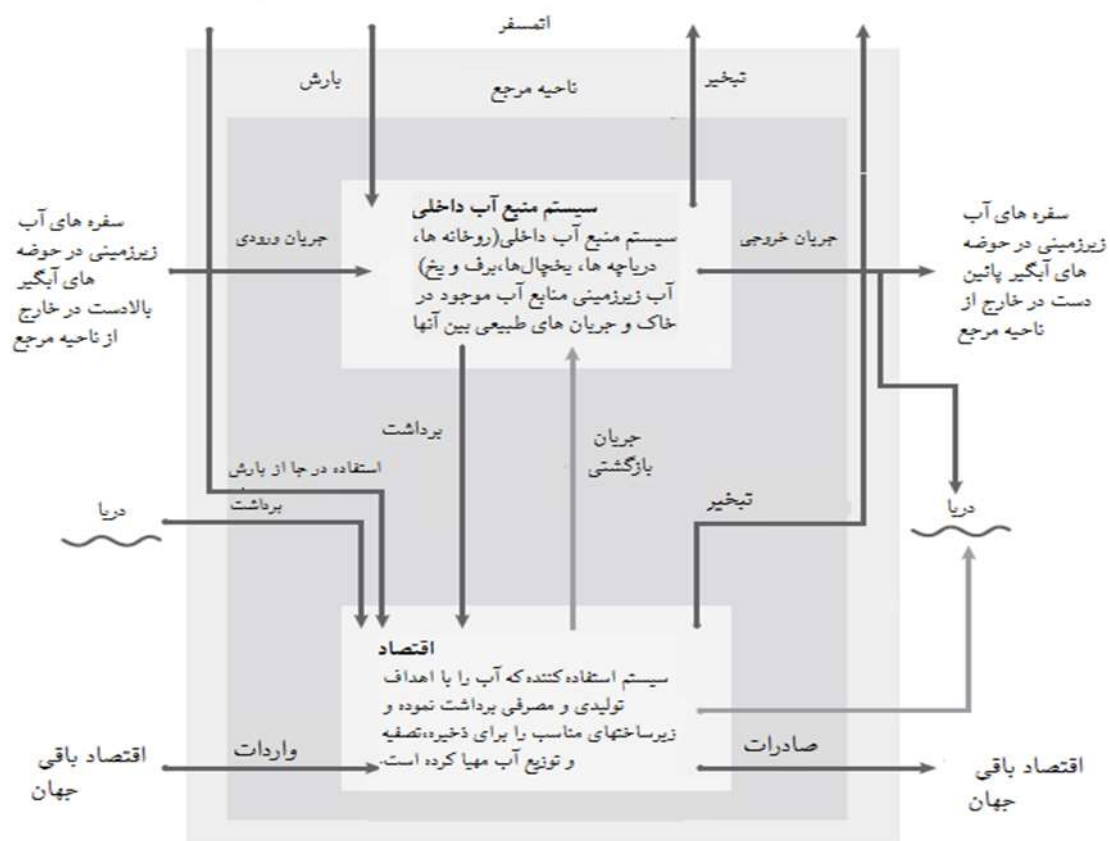 اتمسفر
بارش
تبخیر
ناحیه مرجع
سیستم منبع آب داخلی
سیستم منبع آب داخلی(روخانه ها،
دریاچه ها، یخچال‌ها،برف و یخ)
آب زیرزمینی منابع آب موجود در
خاک و جریان های طبیعی بین آنها
جریان ورودی
جریان خروجی
سفره های آب
زیرزمینی در حوضه
های آبگیر
بالادست در خارج
از ناحیه مرجع
سفره های آب
زیرزمینی در حوضه
های آبگیر پائین
دست در خارج از
ناحیه مرجع
برداشت
جریان
بازگشتی
استفاده در جا از بارش
برداشت
تبخیر
دریا
دریا
اقتصاد
سیستم استفاده کننده که آب را با اهداف
تولیدی و مصرفی برداشت نموده و
زیرساختهای مناسب را برای ذخیره،تصفیه
و توزیع آب مهیا کرده است.
واردات
صادرات
اقتصاد باقی
جهان
اقتصاد باقی
جهان